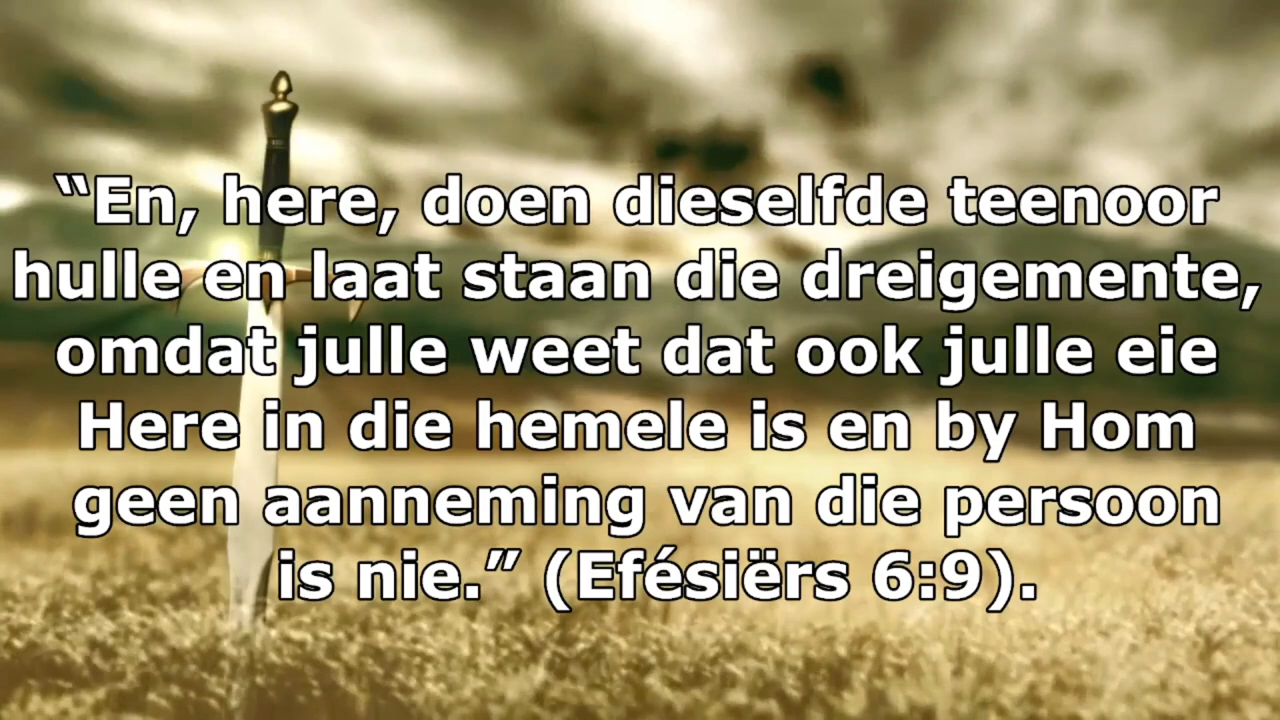 “En, here, doen dieselfde teenoor
hulle en laat staan die dreigemente,
omdat julle weet dat ook julle eie
Here in die hemele is en by Hom
geen aanneming van die persoon
is nie.” (Efésiërs 6:9).